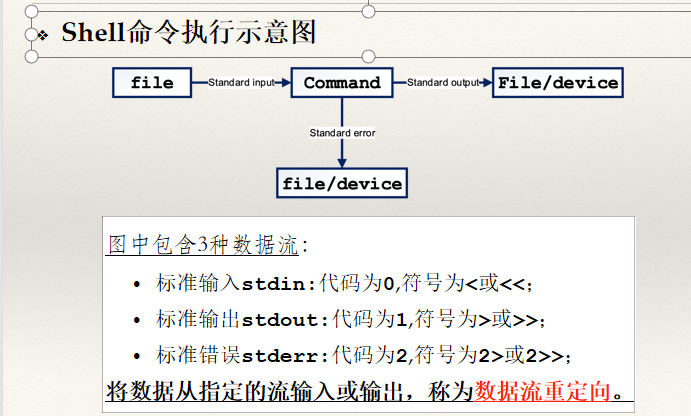 ❖ Shell命令执行示意图
file Standard input Command Standard output File/device
Standard error
file/device
图中包含3种数据流：
• 标准输入stdin:代码为0,符号为<或<<；
• 标准输出stdout:代码为1,符号为>或>>；
• 标准错误stderr:代码为2,符号为2>或2>>；
将数据从指定的流输入或输出，称为数据流重定向。